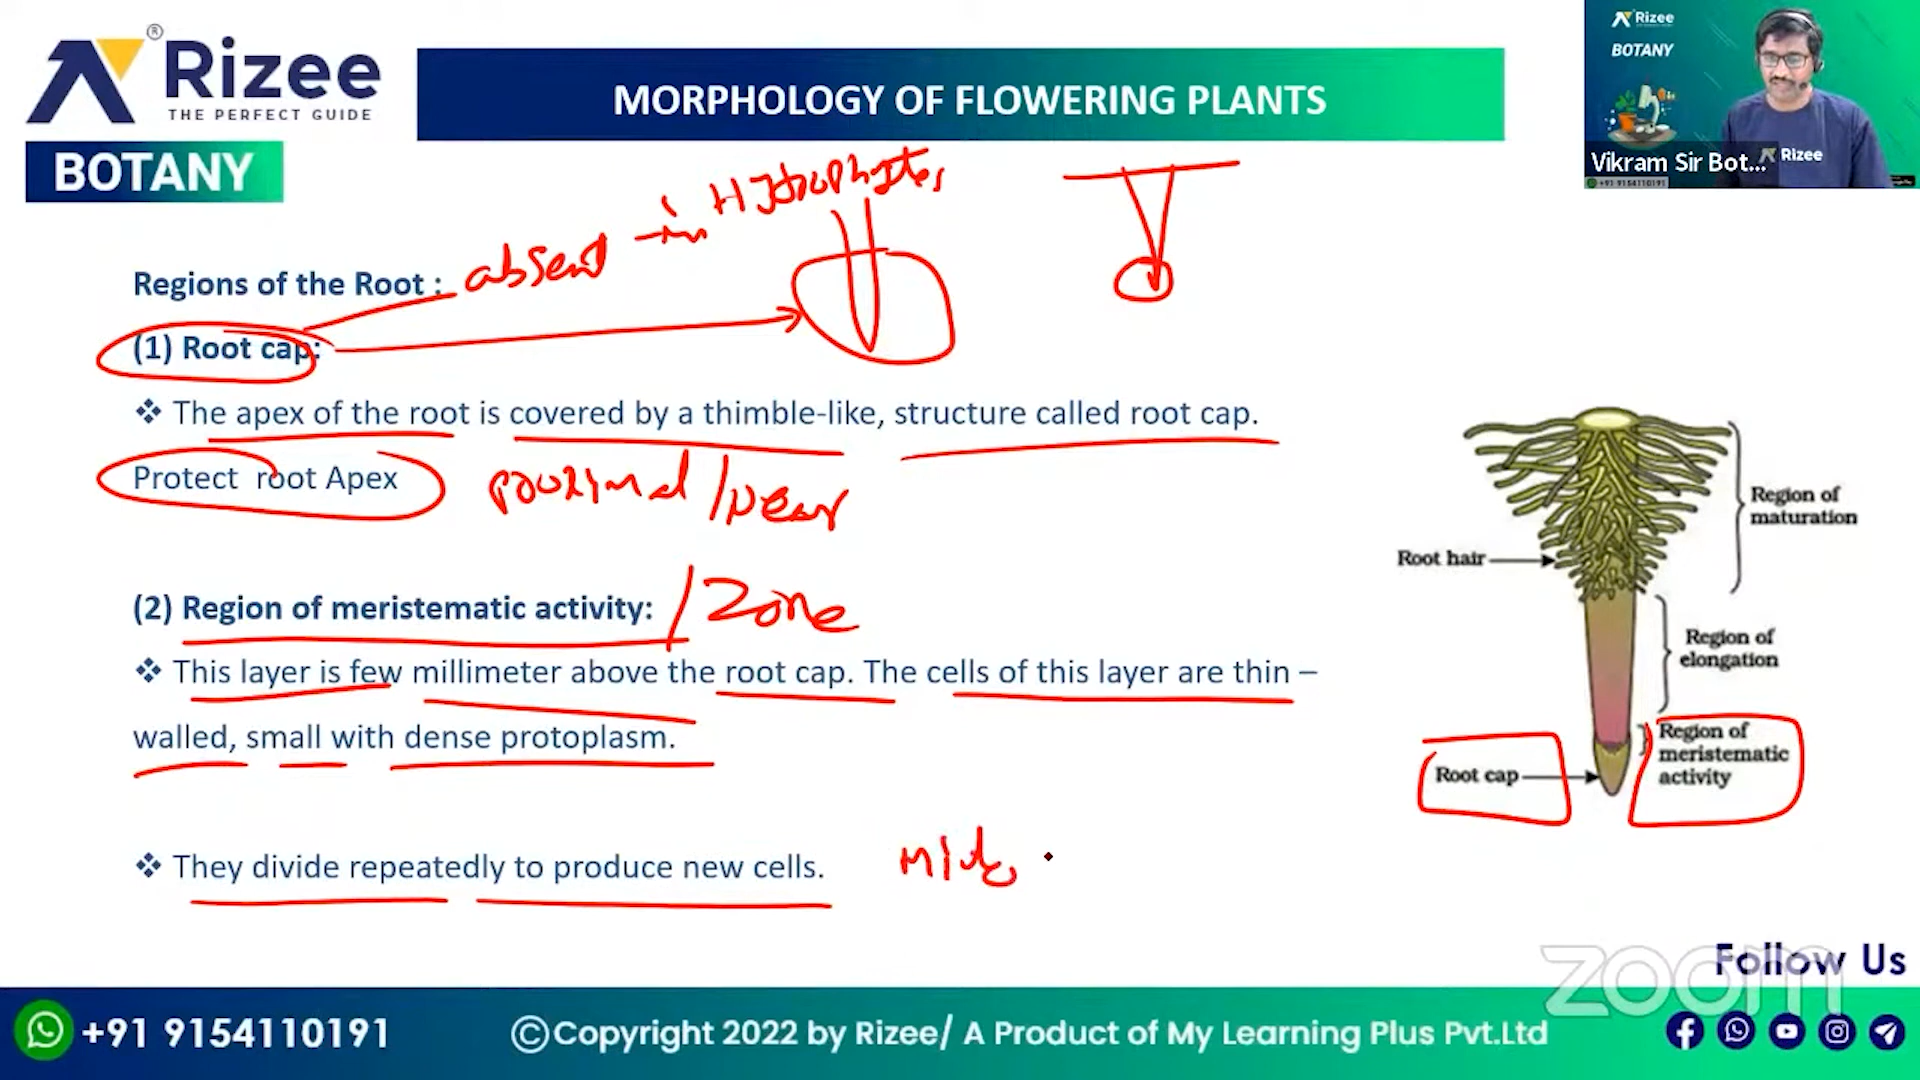 Rizee
®
THE PERFECT GUIDE
BOTANY
MORPHOLOGY OF FLOWERING PLANTS
Rizee
BOTANY
Rizee
Vikram Sir Bot...
+91 9154110191
absent in Hydrophytes
Regions of the Root :
(1) Root cap:
❖ The apex of the root is covered by a thimble-like, structure called root cap.
Protect root Apex
proximal / near
(2) Region of meristematic activity: / Zone
❖ This layer is few millimeter above the root cap. The cells of this layer are thin –
walled, small with dense protoplasm.
❖ They divide repeatedly to produce new cells.
mito
Region of
maturation
Root hair
Region of
elongation
Region of
meristematic
activity
Root cap
Follow Us
zoom
+91 9154110191
©Copyright 2022 by Rizee/ A Product of My Learning Plus Pvt.Ltd